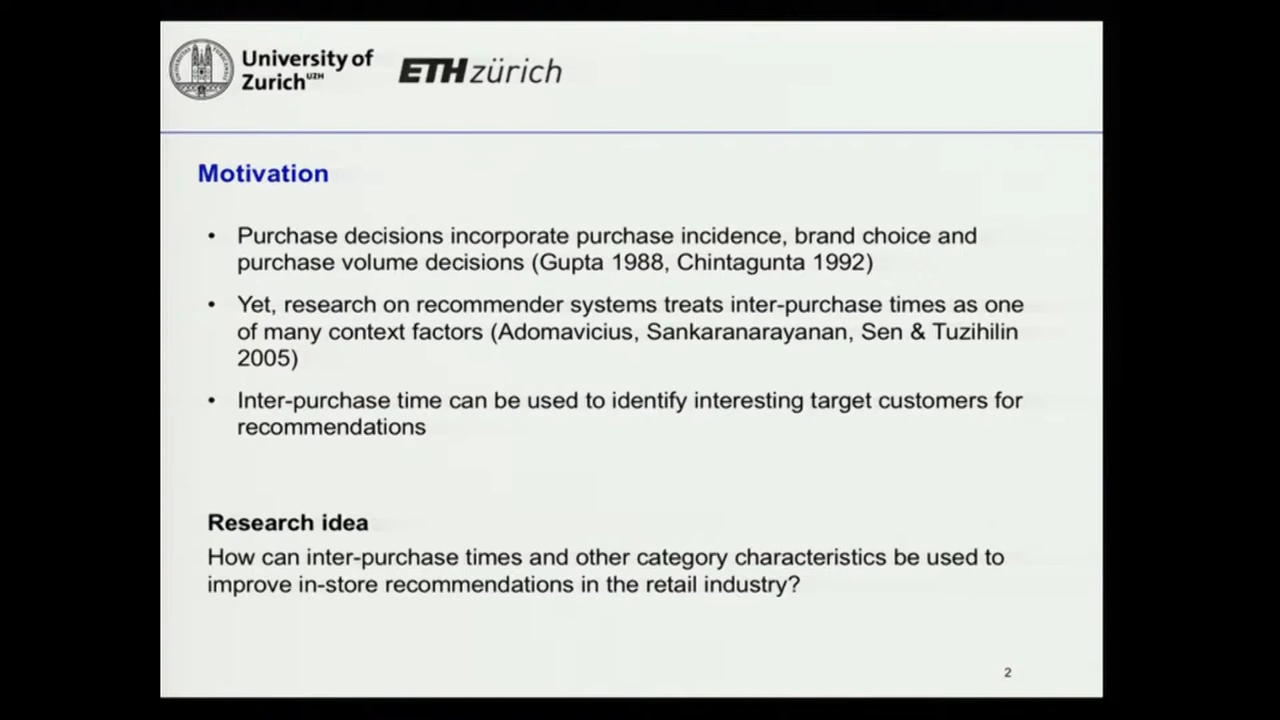 University of
Zurich UZH
ETH zürich
Motivation
• Purchase decisions incorporate purchase incidence, brand choice and
purchase volume decisions (Gupta 1988, Chintagunta 1992)
• Yet, research on recommender systems treats inter-purchase times as one
of many context factors (Adomavicius, Sankaranarayanan, Sen & Tuzihilin
2005)
• Inter-purchase time can be used to identify interesting target customers for
recommendations
Research idea
How can inter-purchase times and other category characteristics be used to
improve in-store recommendations in the retail industry?
2